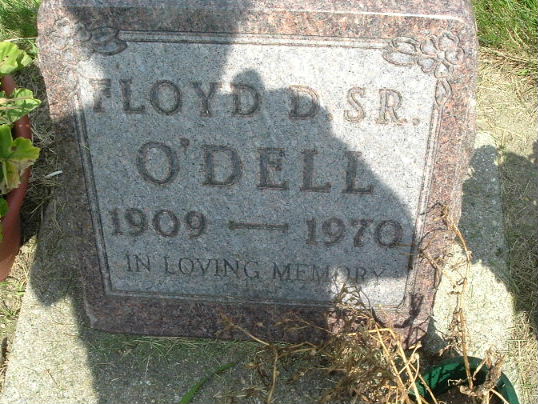 FLOYD D SR.
O'DELL
1909 — 1970
IN LOVING MEMORY